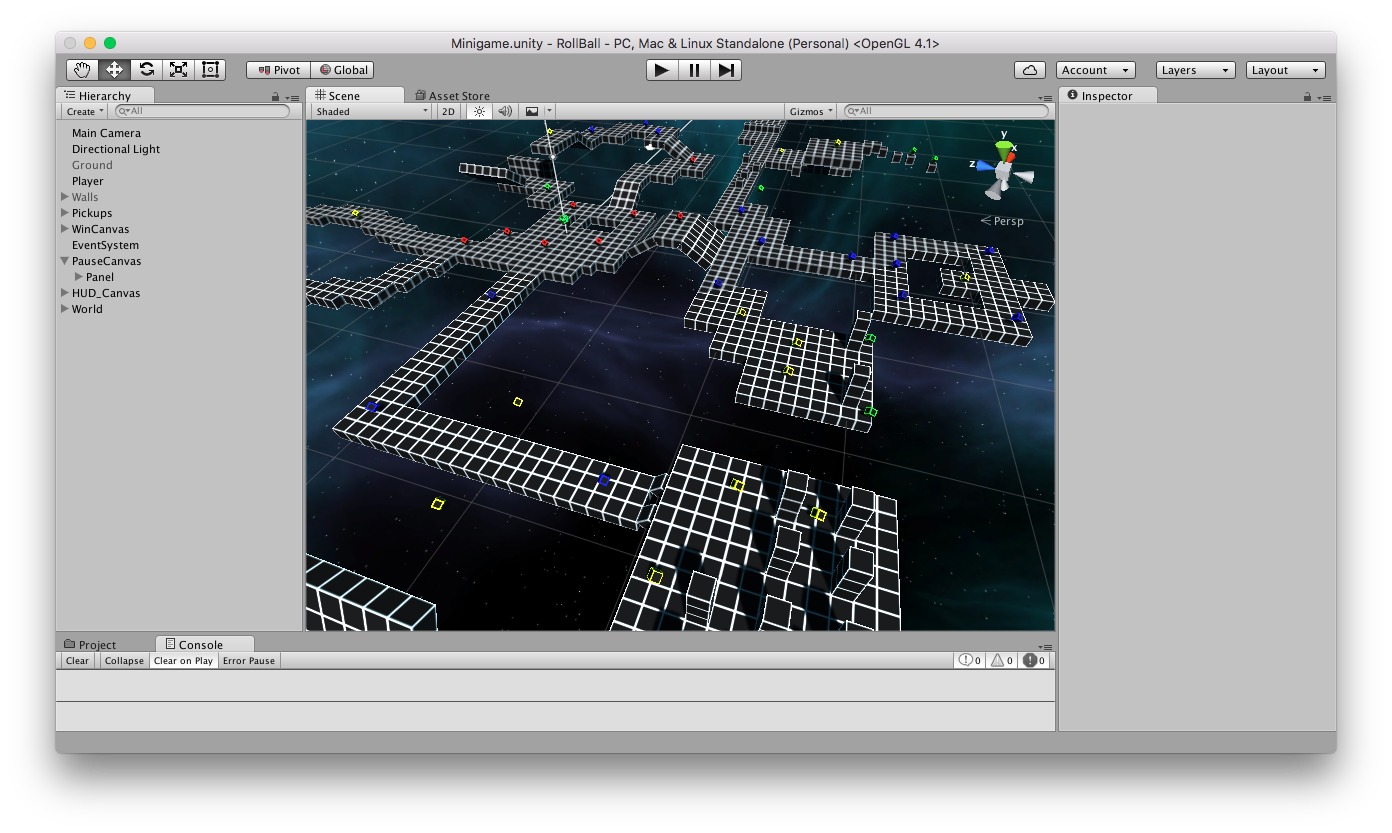 Minigame.unity - RollBall - PC, Mac & Linux Standalone (Personal) <OpenGL 4.1>
Pivot Global Account Layers Layout
Hierarchy
Create All
Main Camera
Directional Light
Ground
Player
Walls
Pickups
WinCanvas
EventSystem
PauseCanvas
Panel
HUD_Canvas
World
Scene Asset Store
Shaded 2D Gizmos All
y
x
z
Persp
Inspector
Project Console
Clear Collapse Clear on Play Error Pause 0 0 0